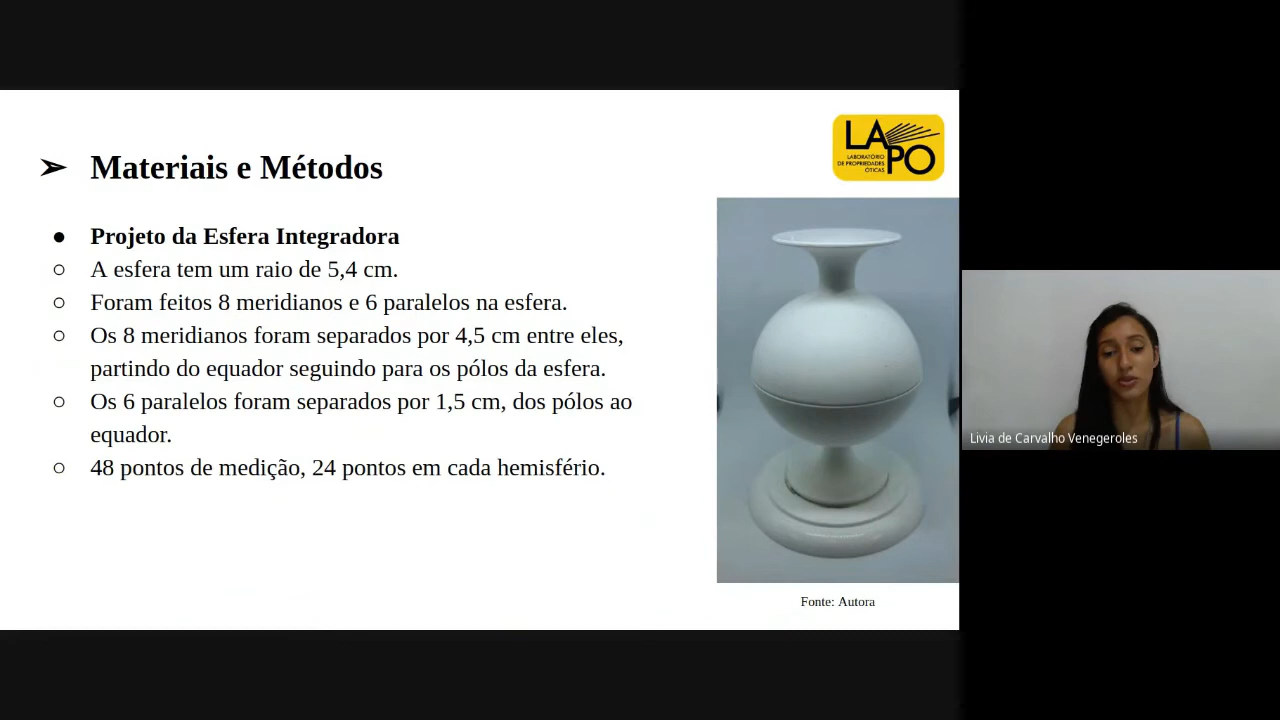 LA
PO
LABORATÓRIO
DE PROPRIEDADES
ÓTICAS
➢ Materiais e Métodos
● Projeto da Esfera Integradora
○ A esfera tem um raio de 5,4 cm.
○ Foram feitos 8 meridianos e 6 paralelos na esfera.
○ Os 8 meridianos foram separados por 4,5 cm entre eles,
partindo do equador seguindo para os pólos da esfera.
○ Os 6 paralelos foram separados por 1,5 cm, dos pólos ao
equador.
○ 48 pontos de medição, 24 pontos em cada hemisfério.
Fonte: Autora
Livia de Carvalho Venegeroles